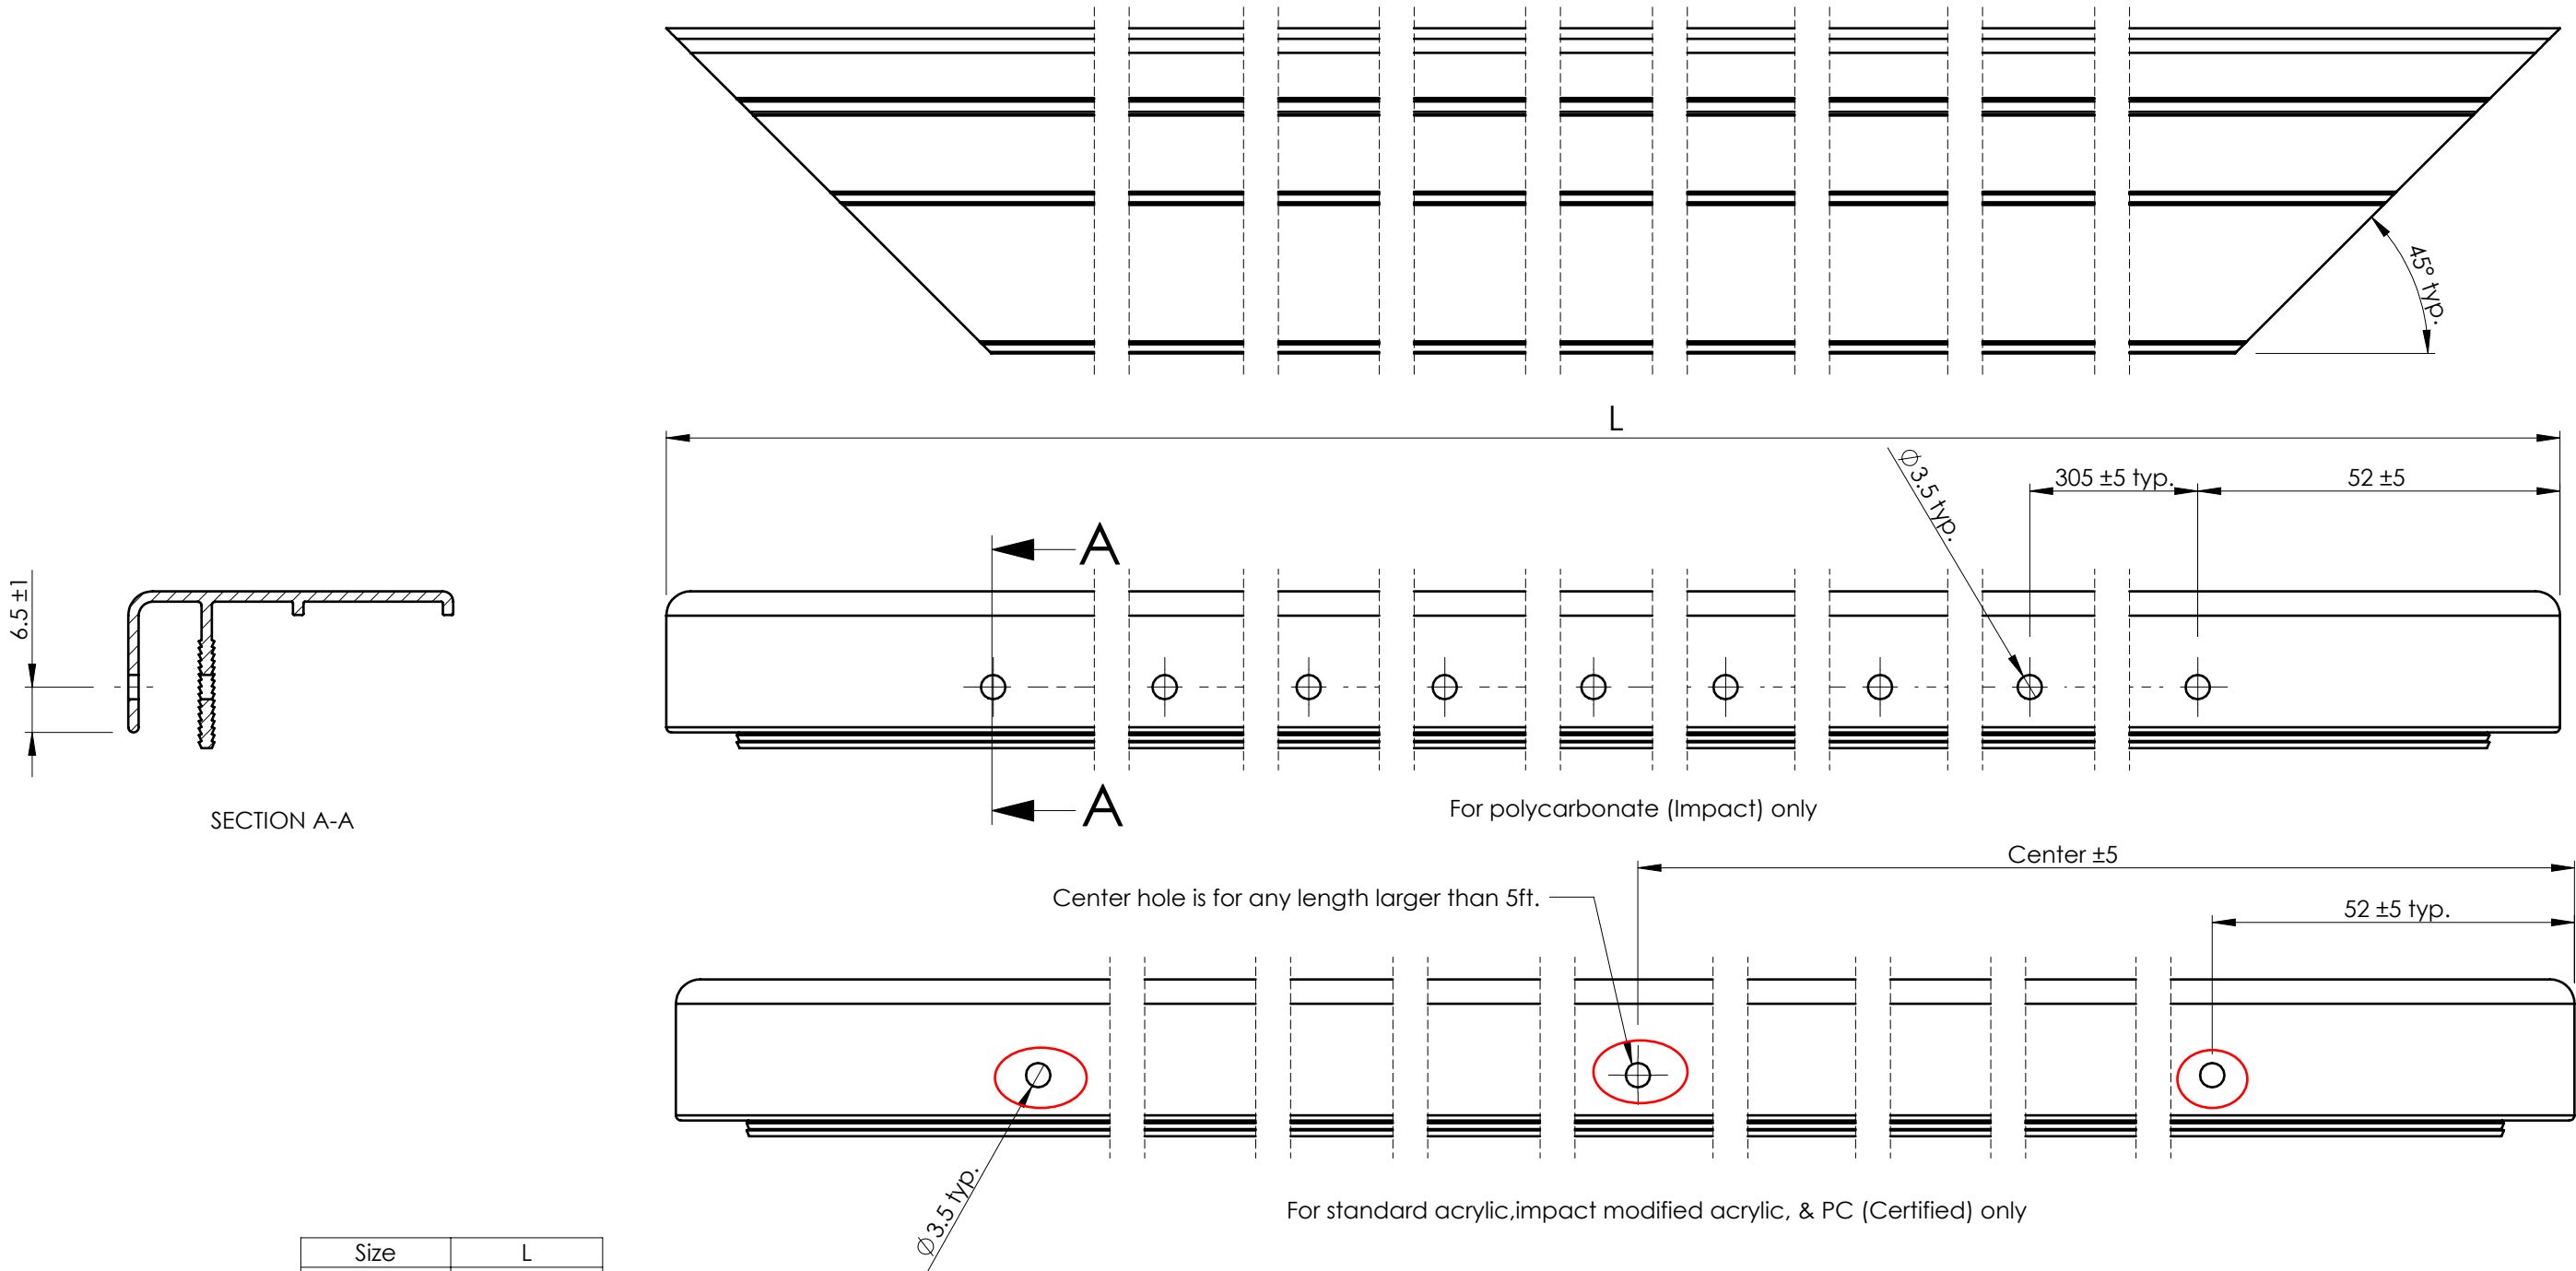 45° typ.
L
∅3.5 typ.
305 ±5 typ.
52 ±5
A
6.5 ±1
A
SECTION A-A
For polycarbonate (Impact) only
Center ±5
Center hole is for any length larger than 5ft.
52 ±5 typ.
∅3.5 typ.
For standard acrylic,impact modified acrylic, & PC (Certified) only
Size L